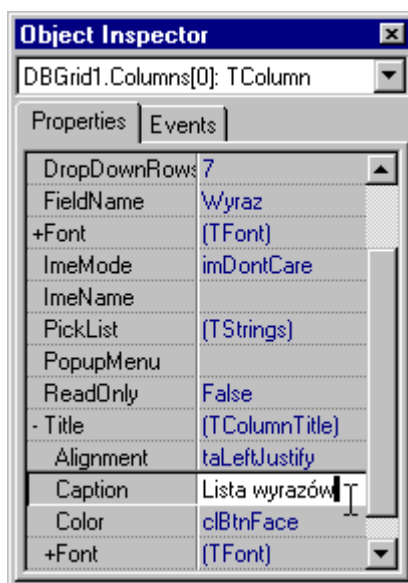 Object Inspector
DBGrid1.Columns[0]: TColumn
Properties Events
DropDownRows 7
FieldName Wyraz
+Font (TFont)
ImeMode imDontCare
ImeName
PickList (TStrings)
PopupMenu
ReadOnly False
- Title (TColumnTitle)
Alignment taLeftJustify
Caption Lista wyrazów
Color clBtnFace
+Font (TFont)